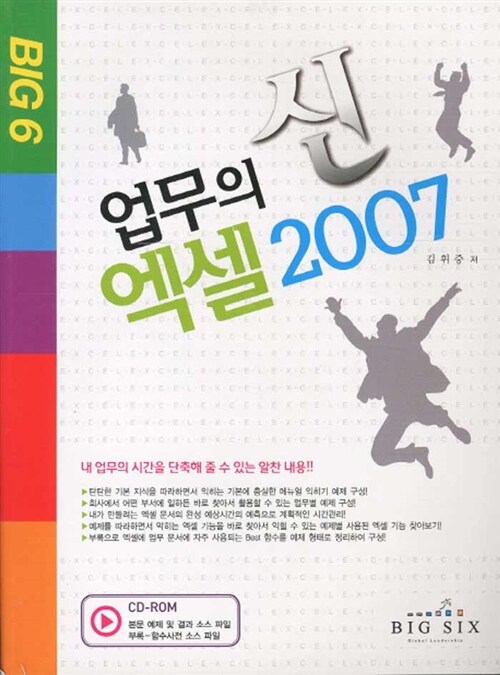 BIG 6
업무의 신
엑셀 2007
김 휘 중 저
내 업무의 시간을 단축해 줄 수 있는 알찬 내용!!
▶탄탄한 기본 지식을 따라하면서 익히는 기본에 충실한 메뉴얼 익히기 예제 구성!
▶회사에서 어떤 부서에 일하든 바로 찾아서 활용할 수 있는 업무별 예제 구성!
▶내가 만들려는 엑셀 문서의 완성 예상시간의 예측으로 계획적인 시간관리!
▶예제를 따라하면서 익히는 엑셀 기능을 바로 찾아서 익힐 수 있는 예제별 사용된 엑셀 기능 찾아보기!
▶부록으로 엑셀에 업무 문서에 자주 사용되는 Best 함수를 예제 형태로 정리하여 구성!
CD-ROM
본문 예제 및 결과 소스 파일
부록-함수사전 소스 파일
BIG SIX
Global Leadership